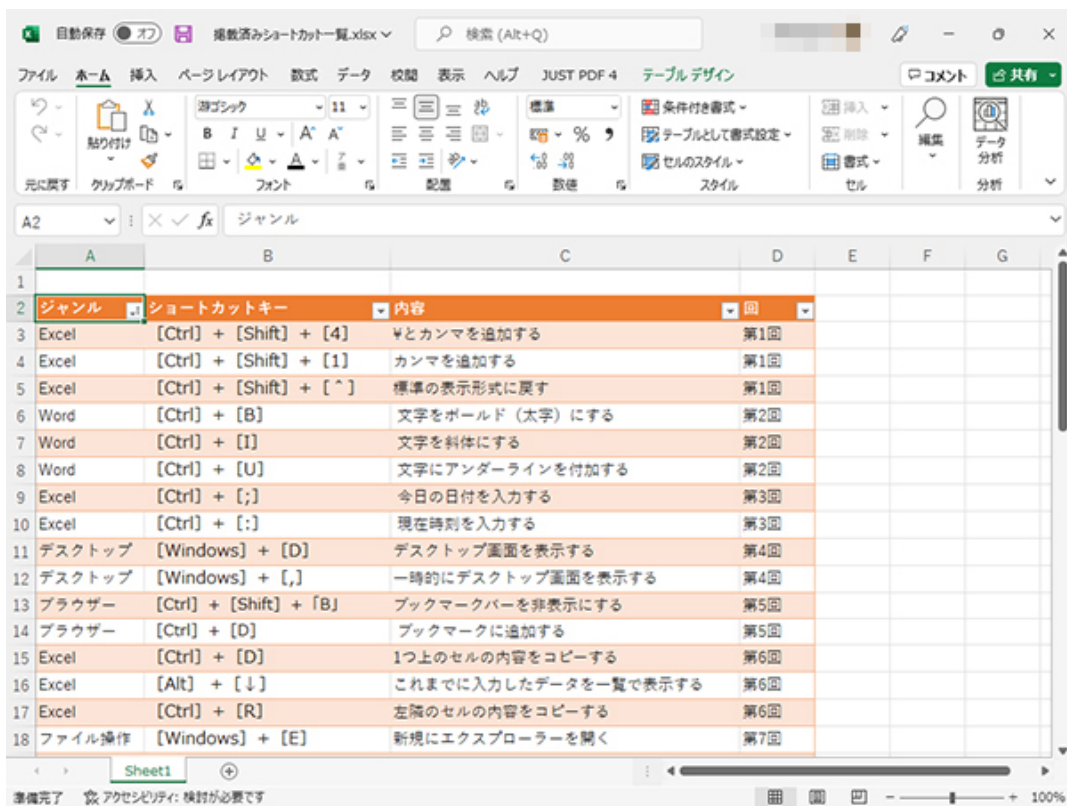 自動保存 オフ 掲載済みショートカット一覧.xlsx 検索 (Alt+Q)
ファイル ホーム 挿入 ページ レイアウト 数式 データ 校閲 表示 ヘルプ JUST PDF 4 テーブル デザイン コメント 共有
游ゴシック 11 標準 条件付き書式 挿入
貼り付け B I U A A % テーブルとして書式設定 削除 編集 データ
分析
A セルのスタイル 書式
元に戻す クリップボード フォント 配置 数値 スタイル セル 分析
A2 fx ジャンル
A B C D E F G
1
2 ジャンル ショートカットキー 内容 回
3 Excel [Ctrl] + [Shift] + [4] ¥とカンマを追加する 第1回
4 Excel [Ctrl] + [Shift] + [1] カンマを追加する 第1回
5 Excel [Ctrl] + [Shift] + [^] 標準の表示形式に戻す 第1回
6 Word [Ctrl] + [B] 文字をボールド（太字）にする 第2回
7 Word [Ctrl] + [I] 文字を斜体にする 第2回
8 Word [Ctrl] + [U] 文字にアンダーラインを付加する 第2回
9 Excel [Ctrl] + [;] 今日の日付を入力する 第3回
10 Excel [Ctrl] + [:] 現在時刻を入力する 第3回
11 デスクトップ [Windows] + [D] デスクトップ画面を表示する 第4回
12 デスクトップ [Windows] + [,] 一時的にデスクトップ画面を表示する 第4回
13 ブラウザー [Ctrl] + [Shift] + 「B」 ブックマークバーを非表示にする 第5回
14 ブラウザー [Ctrl] + [D] ブックマークに追加する 第5回
15 Excel [Ctrl] + [D] 1つ上のセルの内容をコピーする 第6回
16 Excel [Alt] + [↓] これまでに入力したデータを一覧で表示する 第6回
17 Excel [Ctrl] + [R] 左隣のセルの内容をコピーする 第6回
18 ファイル操作 [Windows] + [E] 新規にエクスプローラーを開く 第7回
Sheet1
準備完了 アクセシビリティ: 検討が必要です 100%